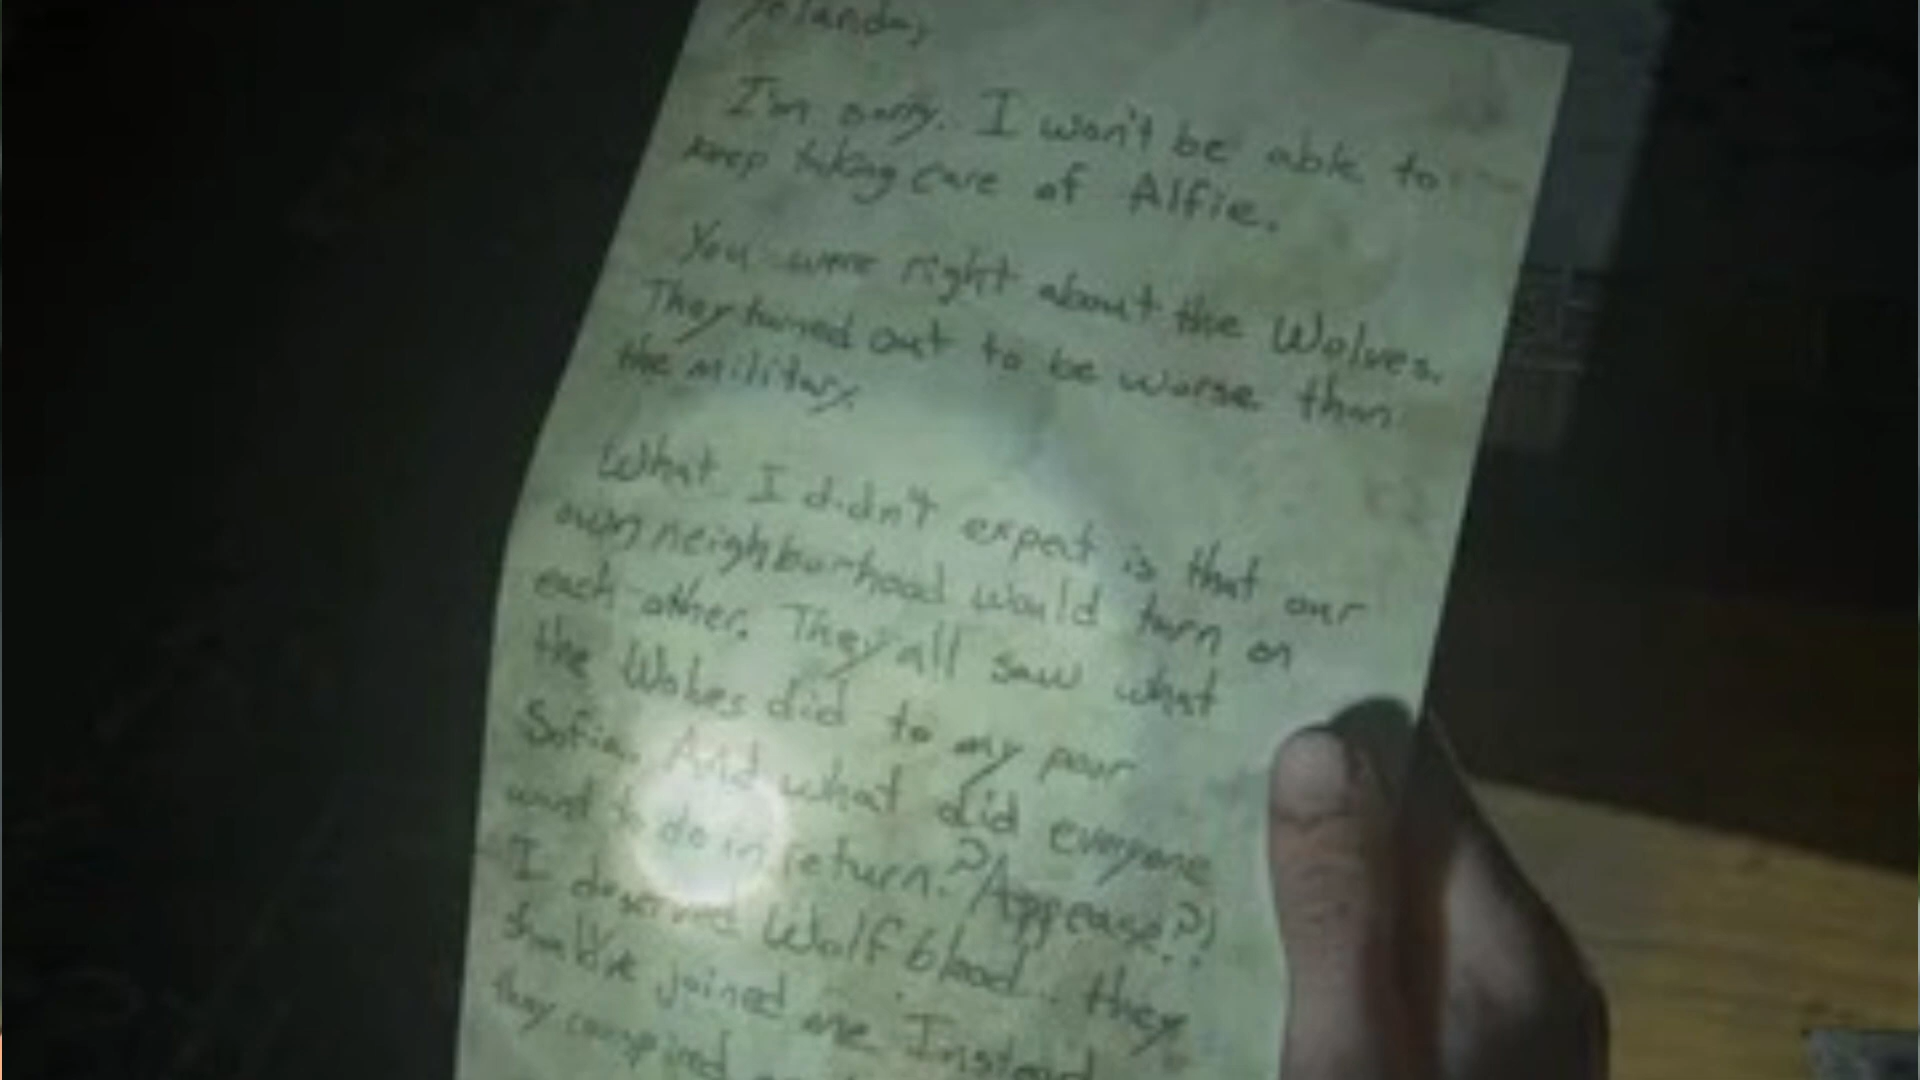 Yolanda,
I'm sorry. I won't be able to
keep taking care of Alfie.
You were right about the Wolves.
They turned out to be worse than
the military.
What I didn't expect is that our
own neighborhood would turn on
each other. They all saw what
the Wolves did to my poor
Sofia. And what did everyone
want to do in return? Appease?!
I deserved Wolf blood... they
should've joined me. Instead
they conspired